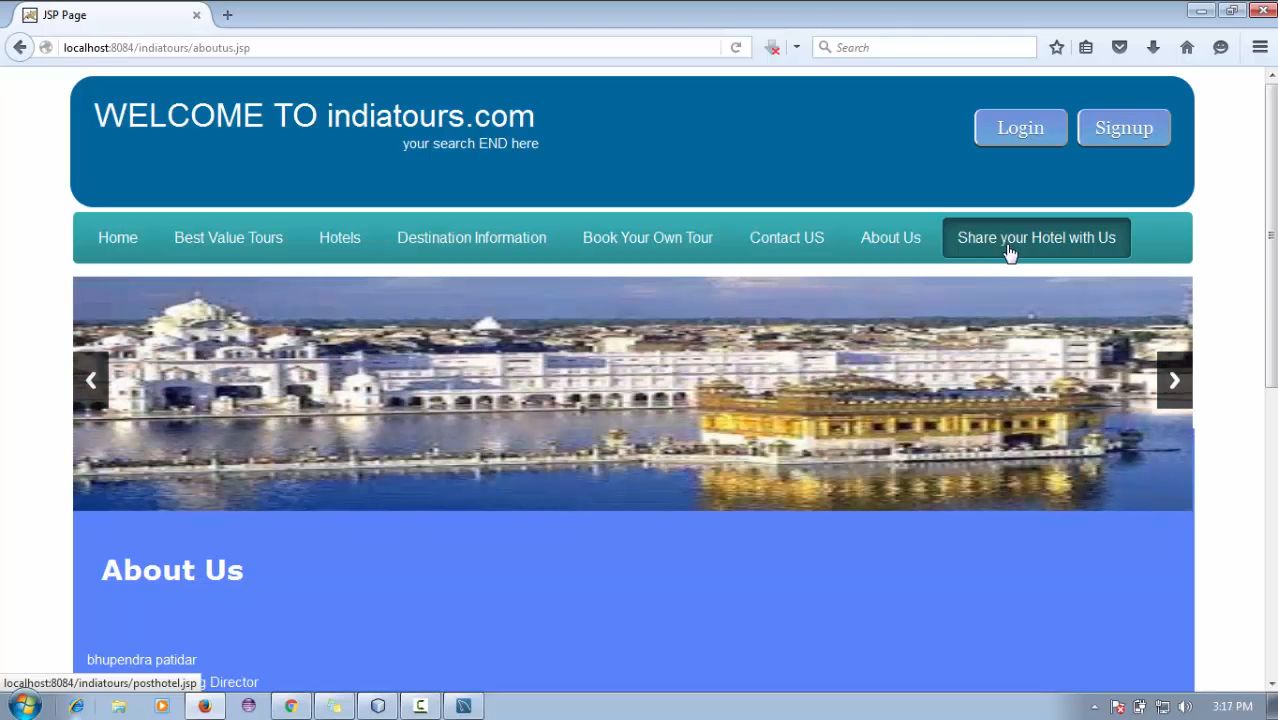 JSP Page
localhost:8084/indiatours/aboutus.jsp
Search
WELCOME TO indiatours.com
your search END here
Login
Signup
Home
Best Value Tours
Hotels
Destination Information
Book Your Own Tour
Contact US
About Us
Share your Hotel with Us
About Us
bhupendra patidar
g Director
localhost:8084/indiatours/posthotel.jsp
3:17 PM